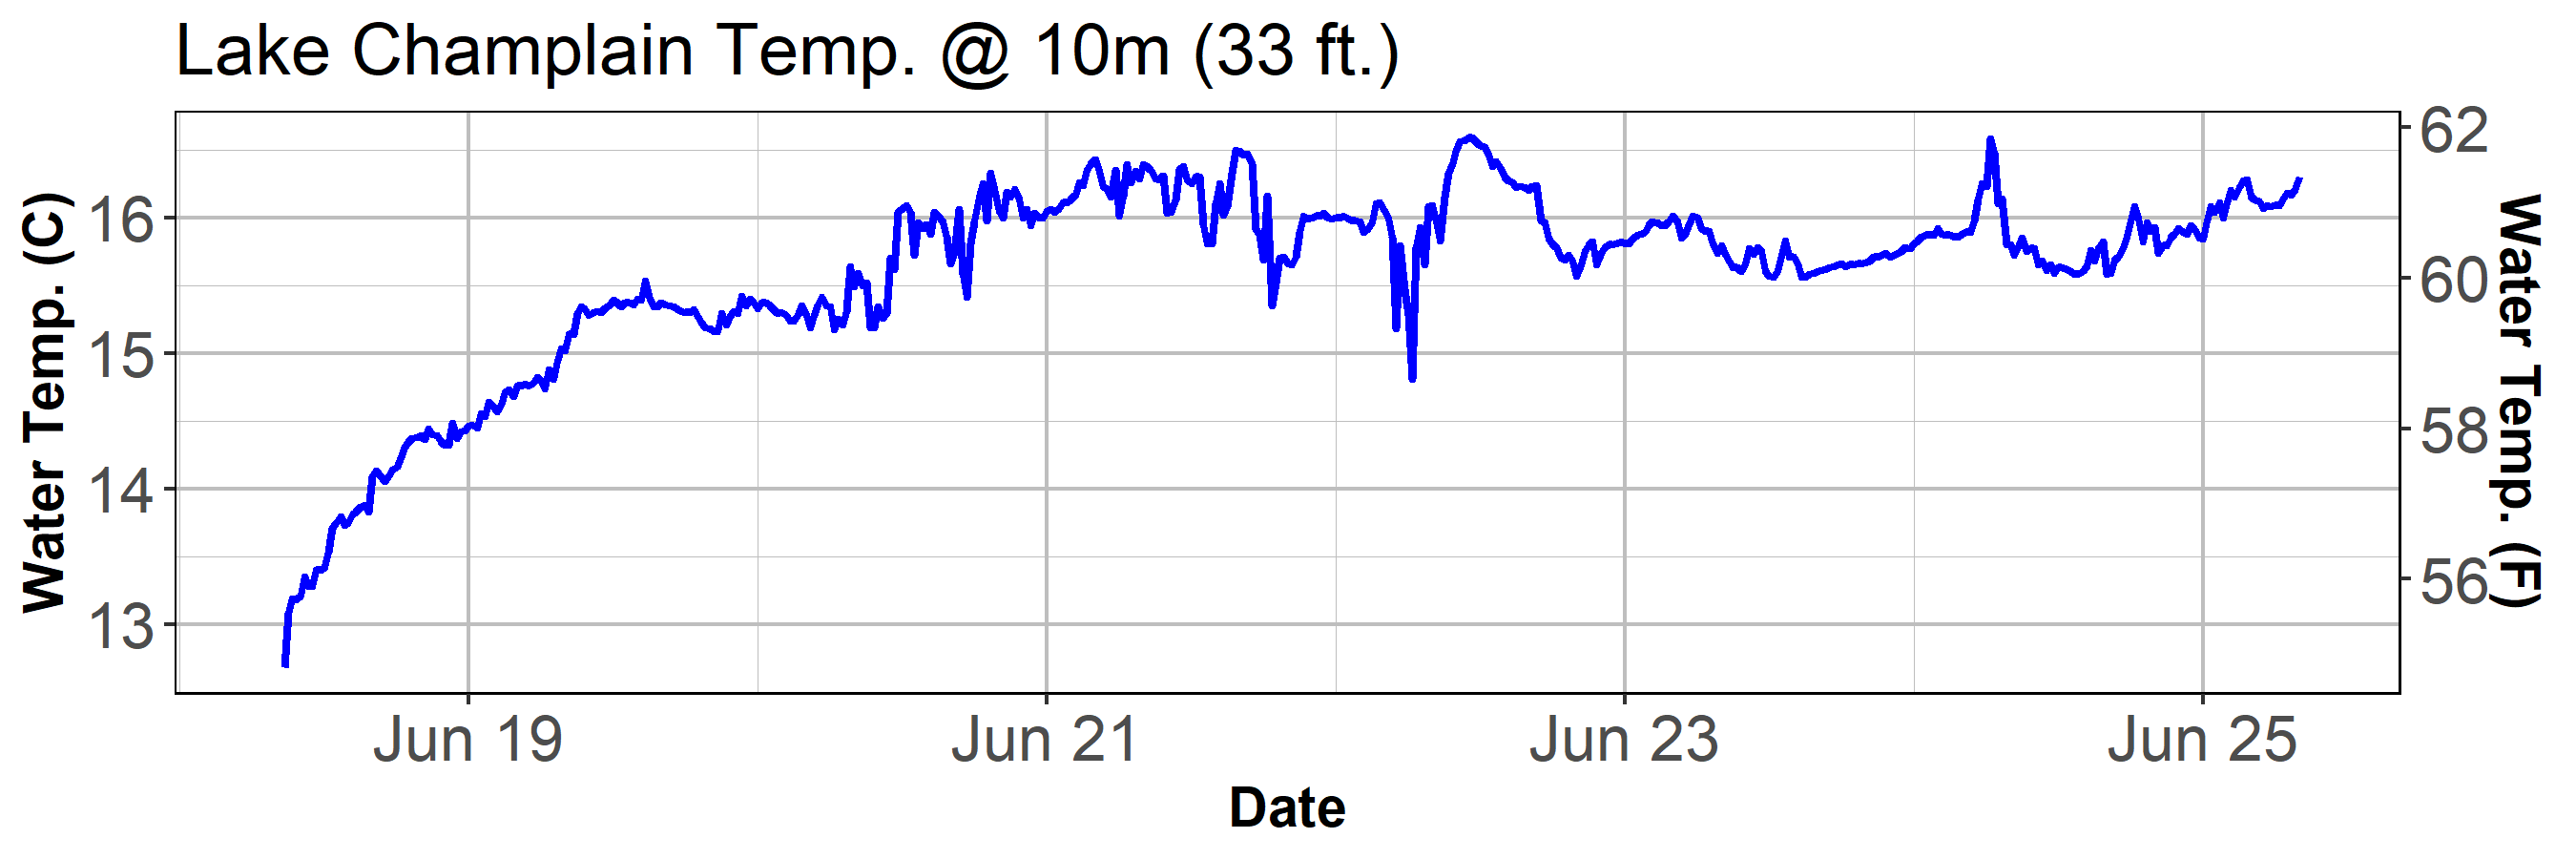 Lake Champlain Temp. @ 10m (33 ft.)
Water Temp. (C)
16
15
14
13
62
60
58
56
Water Temp. (F)
Jun 19
Jun 21
Jun 23
Jun 25
Date